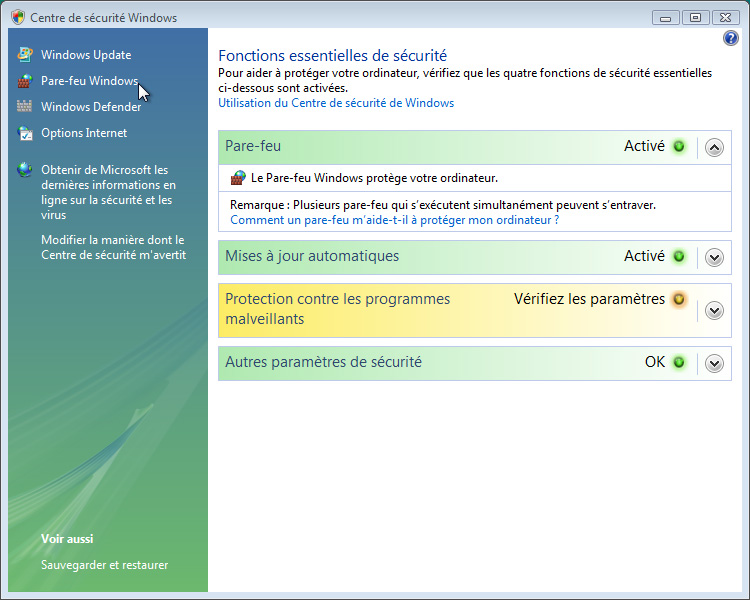 Centre de sécurité Windows
Windows Update
Pare-feu Windows
Windows Defender
Options Internet
Obtenir de Microsoft les
dernières informations en
ligne sur la sécurité et les
virus
Modifier la manière dont le
Centre de sécurité m'avertit
Voir aussi
Sauvegarder et restaurer
Fonctions essentielles de sécurité
Pour aider à protéger votre ordinateur, vérifiez que les quatre fonctions de sécurité essentielles
ci-dessous sont activées.
Utilisation du Centre de sécurité de Windows
Pare-feu Activé
Le Pare-feu Windows protège votre ordinateur.
Remarque : Plusieurs pare-feu qui s'exécutent simultanément peuvent s'entraver.
Comment un pare-feu m'aide-t-il à protéger mon ordinateur ?
Mises à jour automatiques Activé
Protection contre les programmes Vérifiez les paramètres
malveillants
Autres paramètres de sécurité OK